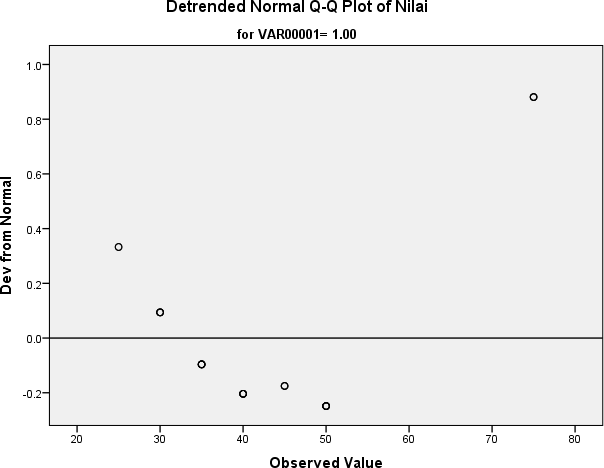 Detrended Normal Q-Q Plot of Nilai
for VAR00001= 1.00
1.0
0.8
0.6
0.4
0.2
0.0
-0.2
Dev from Normal
20 30 40 50 60 70 80
Observed Value